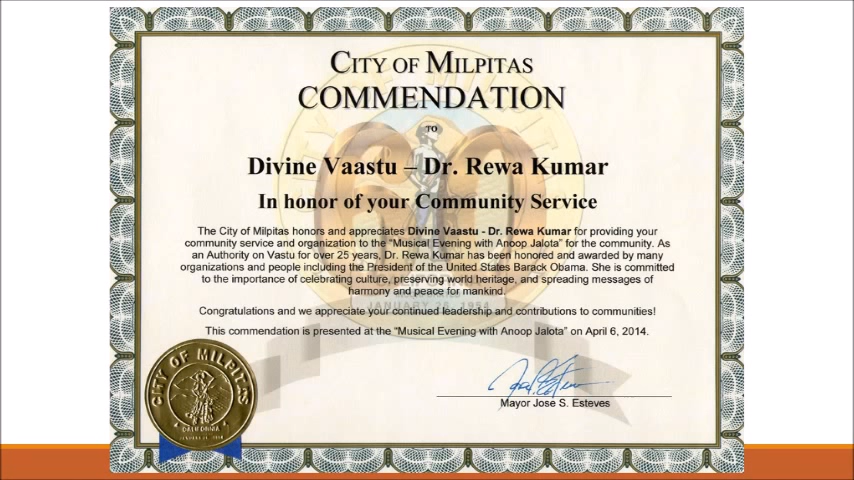 CITY OF MILPITAS
COMMENDATION
TO
Divine Vaastu – Dr. Rewa Kumar
In honor of your Community Service
The City of Milpitas honors and appreciates Divine Vaastu - Dr. Rewa Kumar for providing your
community service and organization to the “Musical Evening with Anoop Jalota” for the community. As
an Authority on Vastu for over 25 years, Dr. Rewa Kumar has been honored and awarded by many
organizations and people including the President of the United States Barack Obama. She is committed
to the importance of celebrating culture, preserving world heritage, and spreading messages of
harmony and peace for mankind.
JANUARY 26, 1954
Congratulations and we appreciate your continued leadership and contributions to communities!
This commendation is presented at the “Musical Evening with Anoop Jalota” on April 6, 2014.
Mayor Jose S. Esteves
CITY OF MILPITAS
CALIFORNIA